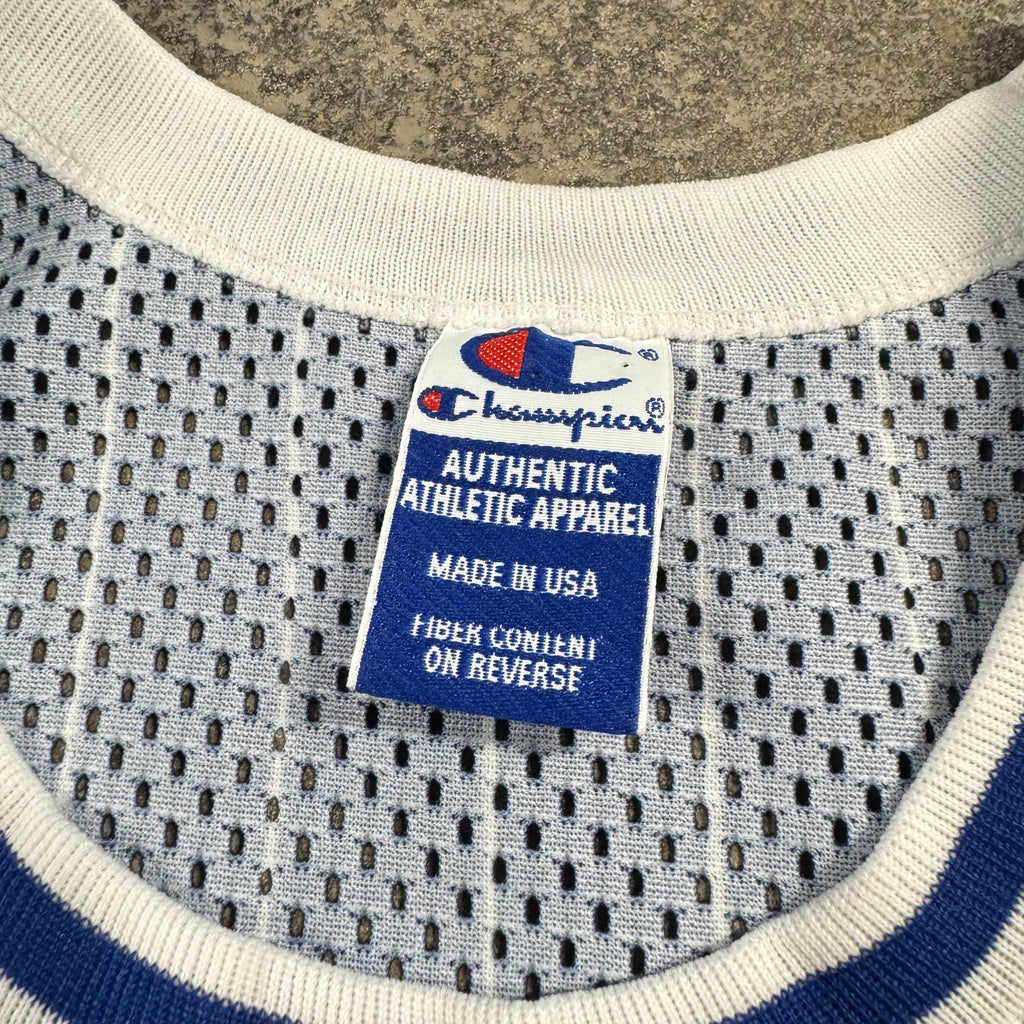 ®
Champion®
AUTHENTIC
ATHLETIC APPAREL
MADE IN USA
FIBER CONTENT
ON REVERSE